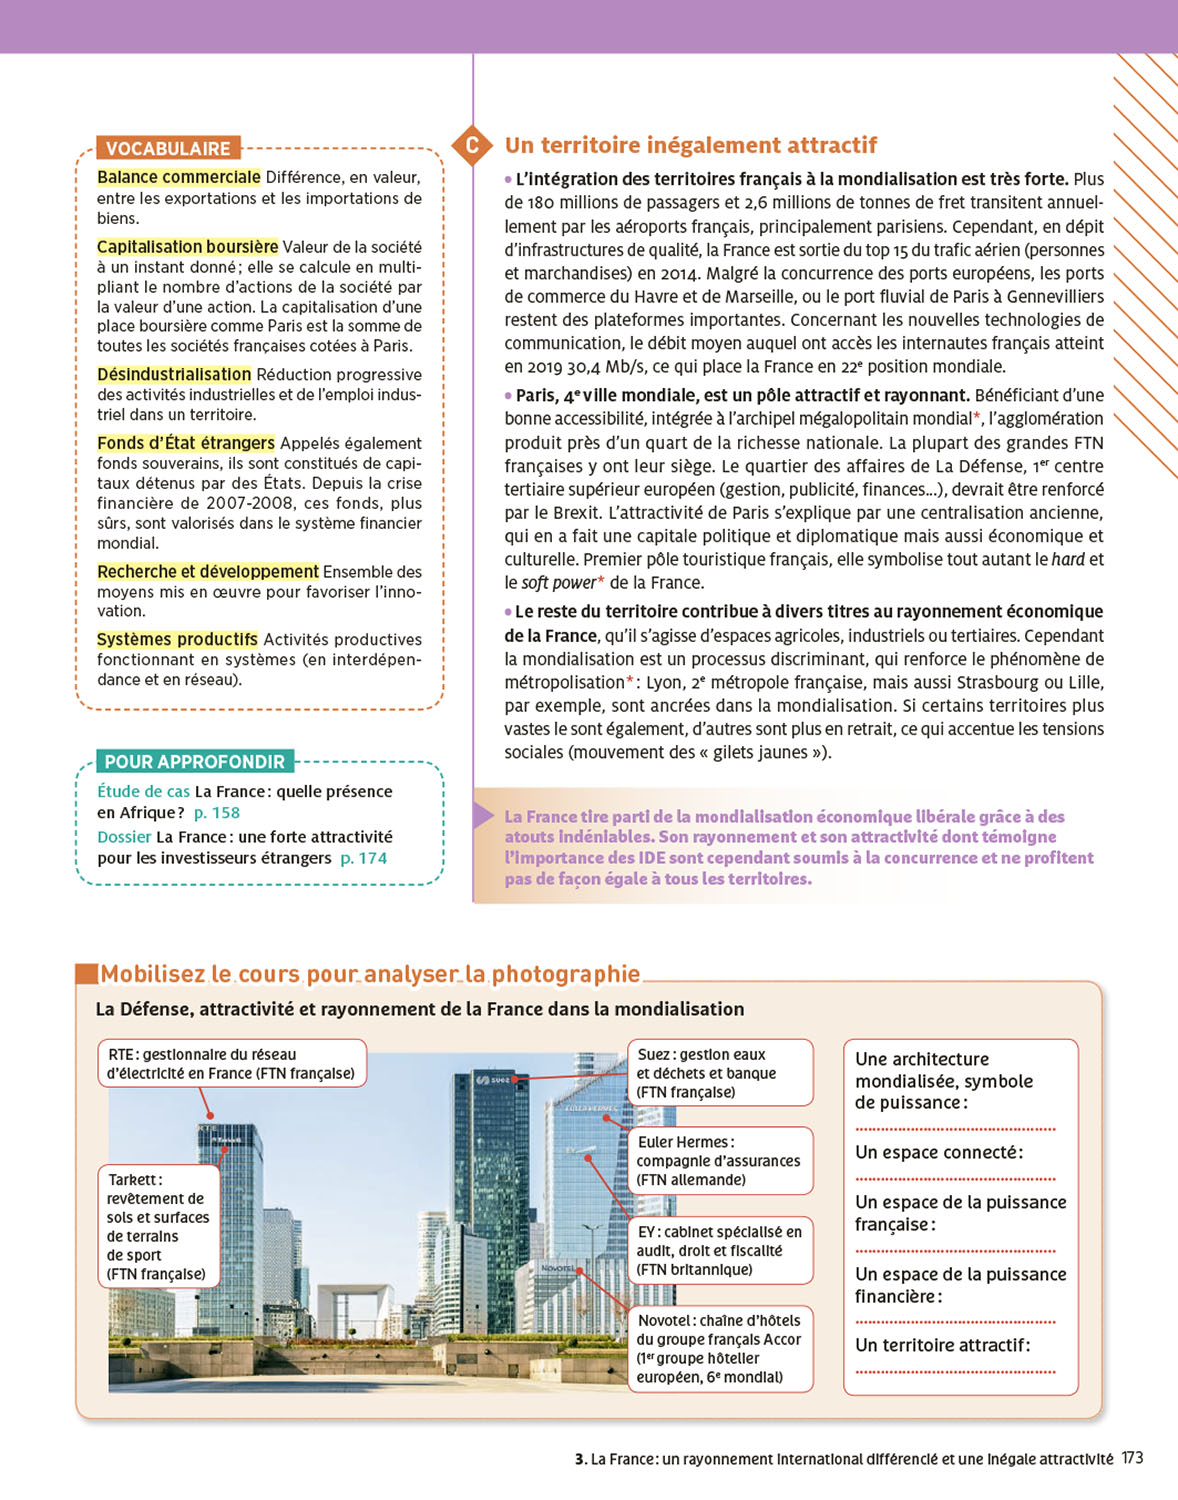 VOCABULAIRE
Balance commerciale Différence, en valeur,
entre les exportations et les importations de
biens.
Capitalisation boursière Valeur de la société
à un instant donné ; elle se calcule en multi-
pliant le nombre d'actions de la société par
la valeur d'une action. La capitalisation d'une
place boursière comme Paris est la somme de
toutes les sociétés françaises cotées à Paris.
Désindustrialisation Réduction progressive
des activités industrielles et de l'emploi indus-
triel dans un territoire.
Fonds d'État étrangers Appelés également
fonds souverains, ils sont constitués de capi-
taux détenus par des États. Depuis la crise
financière de 2007-2008, ces fonds, plus
sûrs, sont valorisés dans le système financier
mondial.
Recherche et développement Ensemble des
moyens mis en œuvre pour favoriser l'inno-
vation.
Systèmes productifs Activités productives
fonctionnant en systèmes (en interdépen-
dance et en réseau).
POUR APPROFONDIR
Étude de cas La France : quelle présence
en Afrique ? p. 158
Dossier La France : une forte attractivité
pour les investisseurs étrangers p. 174
C Un territoire inégalement attractif
• L'intégration des territoires français à la mondialisation est très forte. Plus
de 180 millions de passagers et 2,6 millions de tonnes de fret transitent annuel-
lement par les aéroports français, principalement parisiens. Cependant, en dépit
d'infrastructures de qualité, la France est sortie du top 15 du trafic aérien (personnes
et marchandises) en 2014. Malgré la concurrence des ports européens, les ports
de commerce du Havre et de Marseille, ou le port fluvial de Paris à Gennevilliers
restent des plateformes importantes. Concernant les nouvelles technologies de
communication, le débit moyen auquel ont accès les internautes français atteint
en 2019 30,4 Mb/s, ce qui place la France en 22e position mondiale.
• Paris, 4e ville mondiale, est un pôle attractif et rayonnant. Bénéficiant d'une
bonne accessibilité, intégrée à l'archipel mégalopolitain mondial*, l'agglomération
produit près d'un quart de la richesse nationale. La plupart des grandes FTN
françaises y ont leur siège. Le quartier des affaires de La Défense, 1er centre
tertiaire supérieur européen (gestion, publicité, finances...), devrait être renforcé
par le Brexit. L'attractivité de Paris s'explique par une centralisation ancienne,
qui en a fait une capitale politique et diplomatique mais aussi économique et
culturelle. Premier pôle touristique français, elle symbolise tout autant le hard et
le soft power* de la France.
• Le reste du territoire contribue à divers titres au rayonnement économique
de la France, qu'il s'agisse d'espaces agricoles, industriels ou tertiaires. Cependant
la mondialisation est un processus discriminant, qui renforce le phénomène de
métropolisation* : Lyon, 2e métropole française, mais aussi Strasbourg ou Lille,
par exemple, sont ancrées dans la mondialisation. Si certains territoires plus
vastes le sont également, d'autres sont plus en retrait, ce qui accentue les tensions
sociales (mouvement des « gilets jaunes »).
La France tire parti de la mondialisation économique libérale grâce à des
atouts indéniables. Son rayonnement et son attractivité dont témoigne
l'importance des IDE sont cependant soumis à la concurrence et ne profitent
pas de façon égale à tous les territoires.
Mobilisez le cours pour analyser la photographie
La Défense, attractivité et rayonnement de la France dans la mondialisation
RTE : gestionnaire du réseau
d'électricité en France (FTN française)
Tarkett :
revêtement de
sols et surfaces
de terrains
de sport
(FTN française)
RTE
Tarkett
suez
EULER HERMES
EY
Novotel
Suez : gestion eaux
et déchets et banque
(FTN française)
Euler Hermes :
compagnie d'assurances
(FTN allemande)
EY : cabinet spécialisé en
audit, droit et fiscalité
(FTN britannique)
Novotel : chaîne d'hôtels
du groupe français Accor
(1er groupe hôtelier
européen, 6e mondial)
Une architecture
mondialisée, symbole
de puissance :
Un espace connecté :
Un espace de la puissance
française :
Un espace de la puissance
financière :
Un territoire attractif :
3. La France : un rayonnement international différencié et une inégale attractivité 173